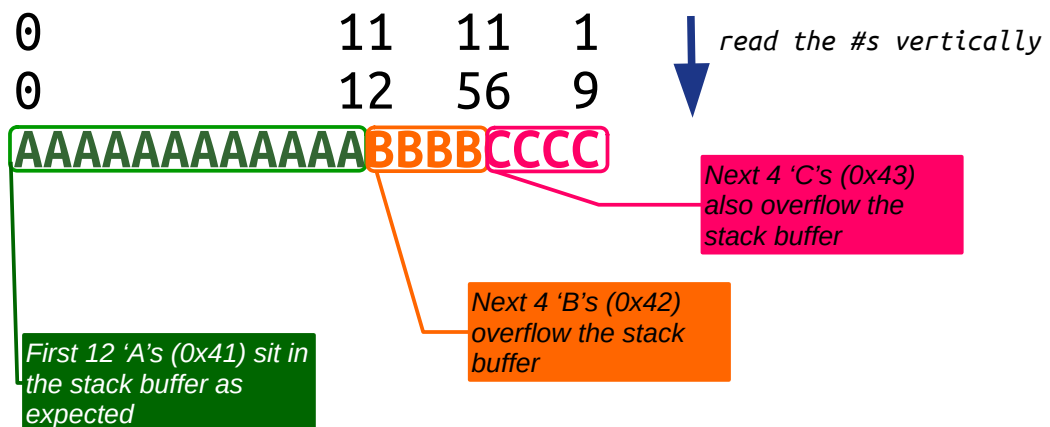 0 11 11 1
0 12 56 9
read the #s vertically
AAAAAAAAAAAABBBBCCCC
Next 4 ‘C’s (0x43)
also overflow the
stack buffer
Next 4 ‘B’s (0x42)
overflow the stack
buffer
First 12 ‘A’s (0x41) sit in
the stack buffer as
expected